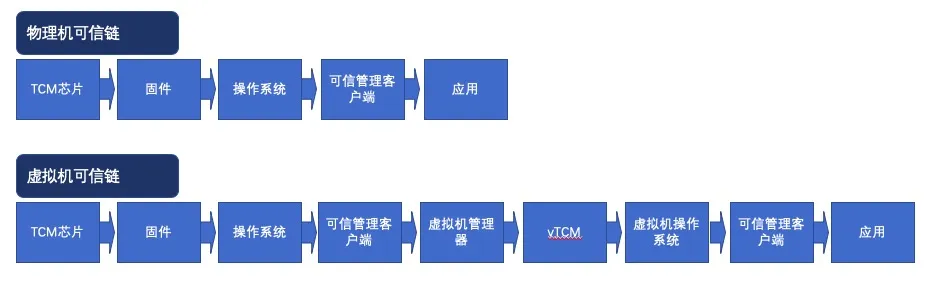 物理机可信链
TCM芯片
固件
操作系统
可信管理客
户端
应用
虚拟机可信链
TCM芯片
固件
操作系统
可信管理客
户端
虚拟机管理
器
vTCM
虚拟机操作
系统
可信管理客
户端
应用